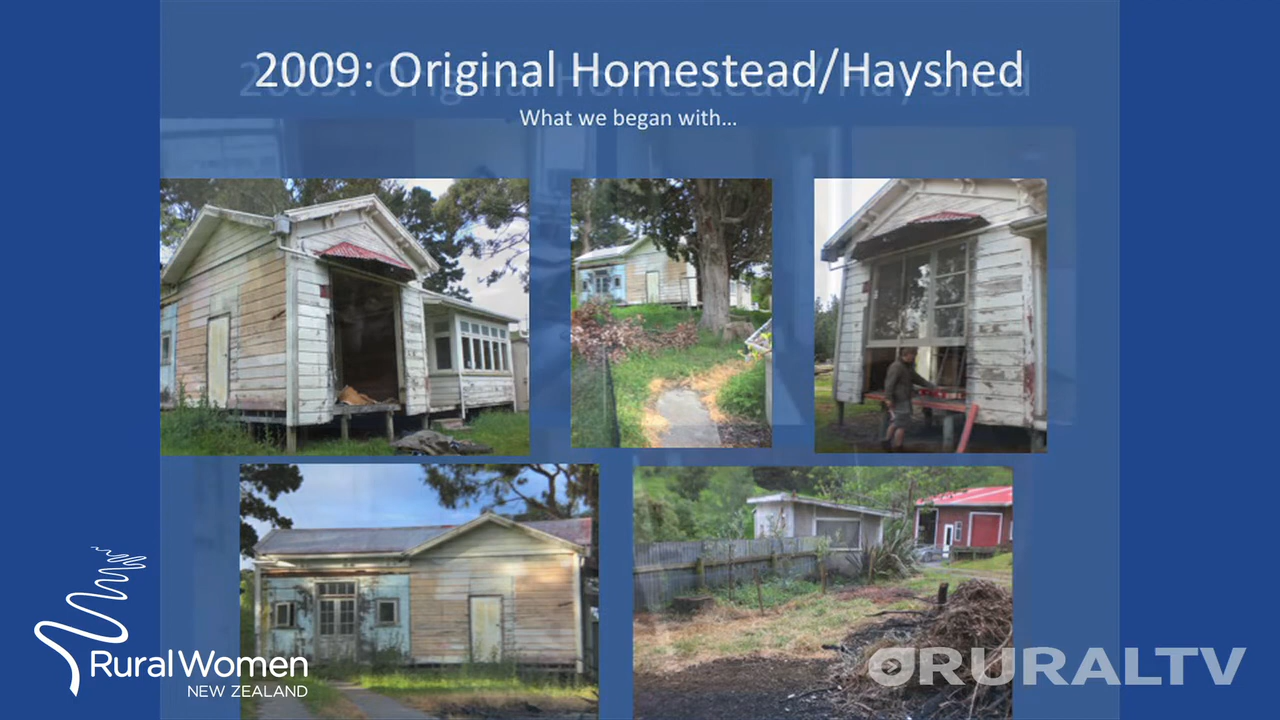 2009: Original Homestead/Hayshed
What we began with...
Rural Women
NEW ZEALAND
RURALTV